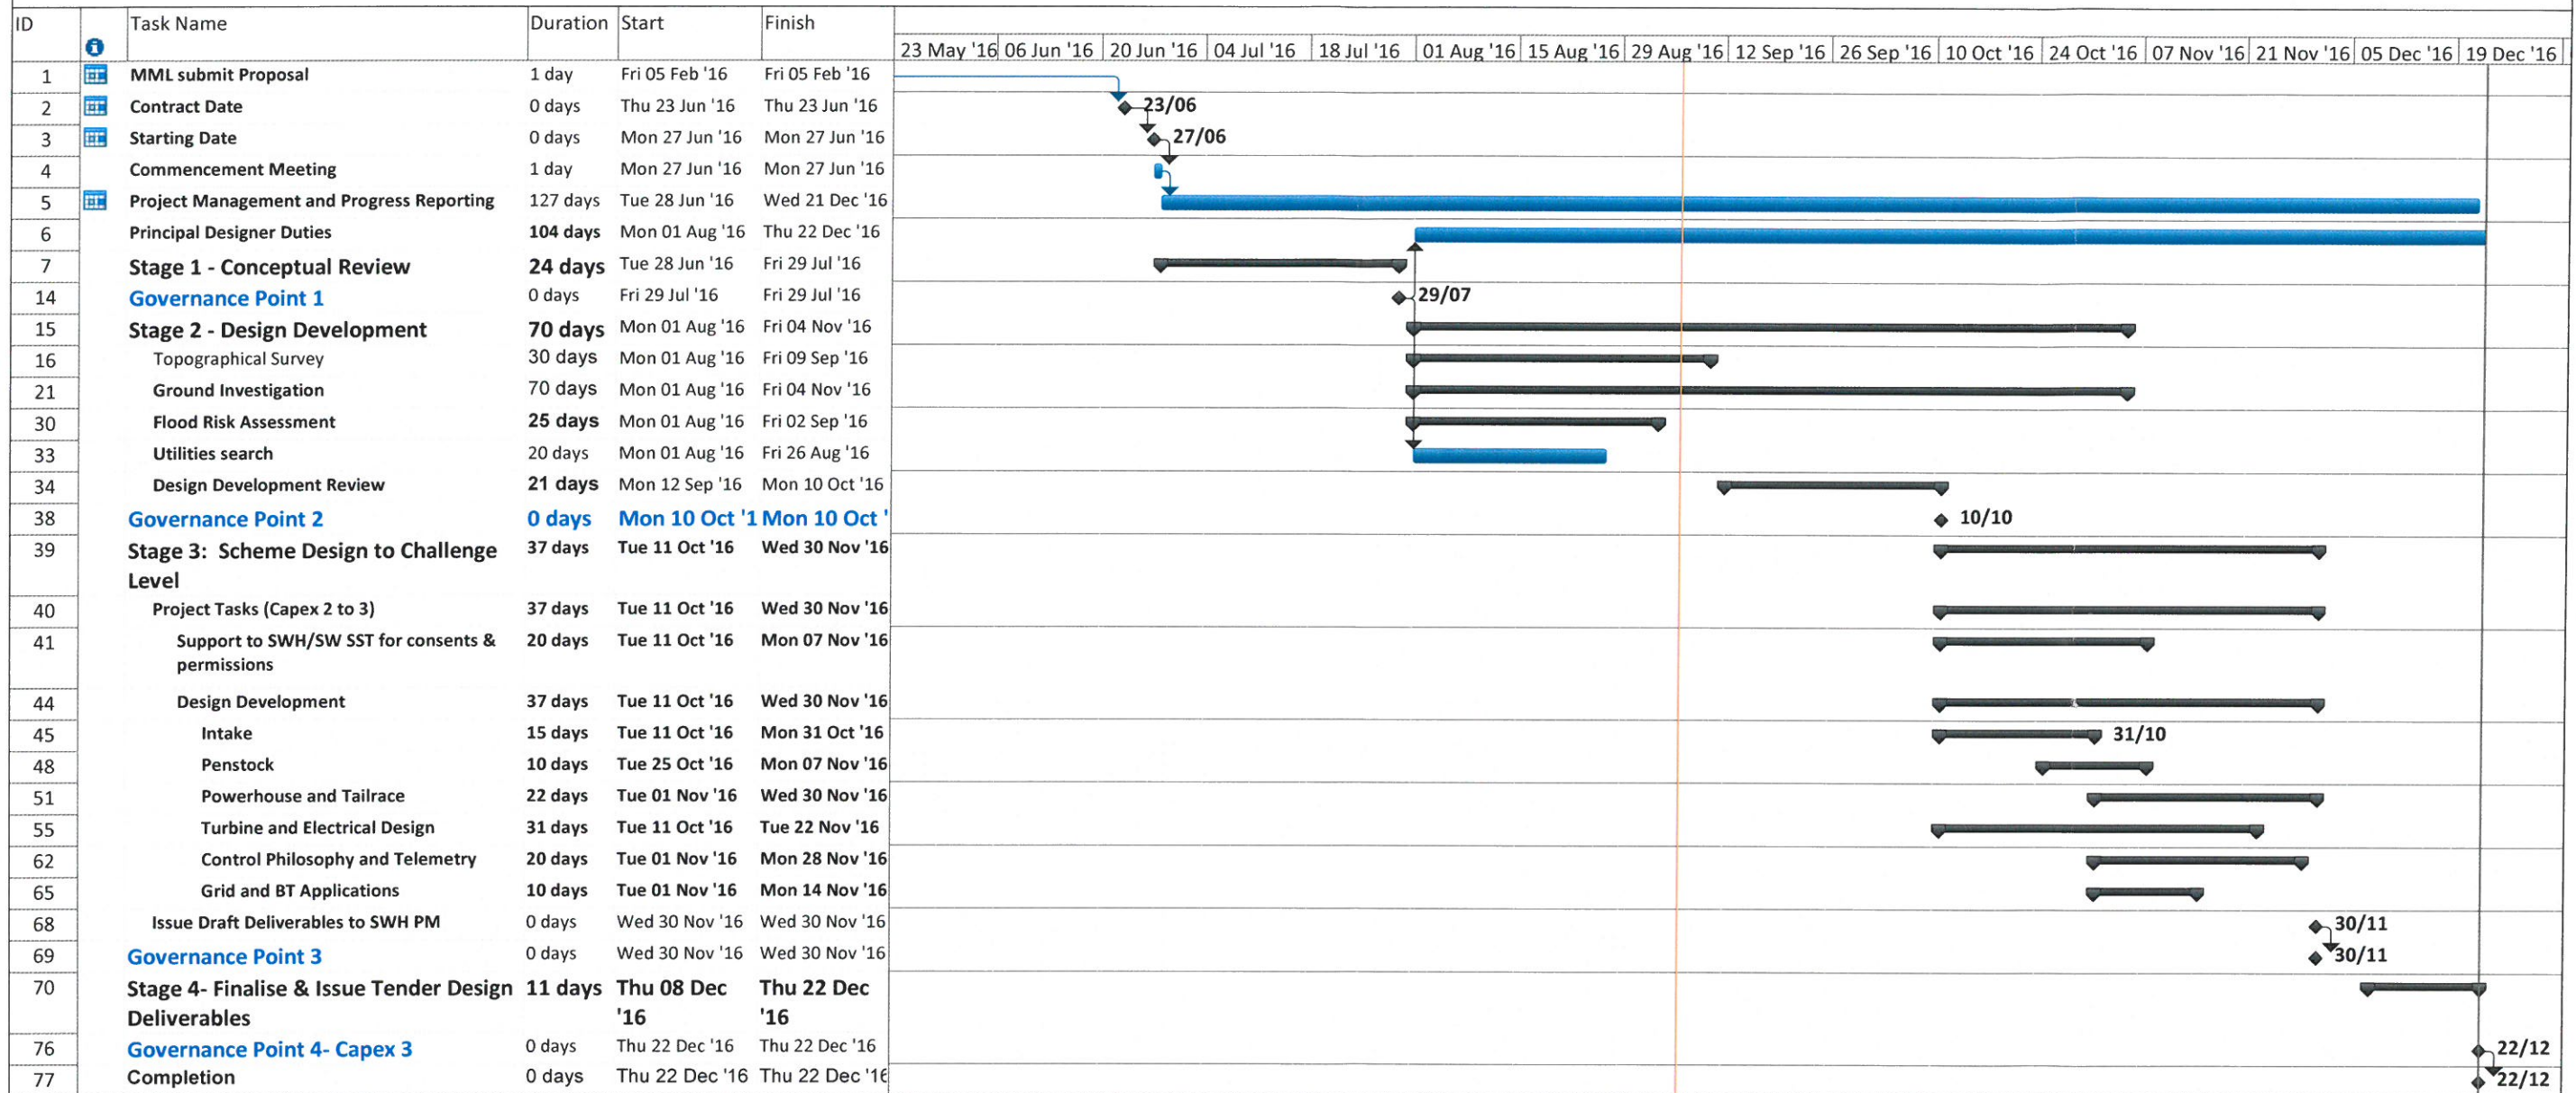 ID Task Name Duration Start Finish
23 May '16 06 Jun '16 20 Jun '16 04 Jul '16 18 Jul '16 01 Aug '16 15 Aug '16 29 Aug '16 12 Sep '16 26 Sep '16 10 Oct '16 24 Oct '16 07 Nov '16 21 Nov '16 05 Dec '16 19 Dec '16
1 MML submit Proposal 1 day Fri 05 Feb '16 Fri 05 Feb '16
2 Contract Date 0 days Thu 23 Jun '16 Thu 23 Jun '16 23/06
3 Starting Date 0 days Mon 27 Jun '16 Mon 27 Jun '16 27/06
4 Commencement Meeting 1 day Mon 27 Jun '16 Mon 27 Jun '16
5 Project Management and Progress Reporting 127 days Tue 28 Jun '16 Wed 21 Dec '16
6 Principal Designer Duties 104 days Mon 01 Aug '16 Thu 22 Dec '16
7 Stage 1 - Conceptual Review 24 days Tue 28 Jun '16 Fri 29 Jul '16
14 Governance Point 1 0 days Fri 29 Jul '16 Fri 29 Jul '16 29/07
15 Stage 2 - Design Development 70 days Mon 01 Aug '16 Fri 04 Nov '16
16 Topographical Survey 30 days Mon 01 Aug '16 Fri 09 Sep '16
21 Ground Investigation 70 days Mon 01 Aug '16 Fri 04 Nov '16
30 Flood Risk Assessment 25 days Mon 01 Aug '16 Fri 02 Sep '16
33 Utilities search 20 days Mon 01 Aug '16 Fri 26 Aug '16
34 Design Development Review 21 days Mon 12 Sep '16 Mon 10 Oct '16
38 Governance Point 2 0 days Mon 10 Oct '1 Mon 10 Oct ' 10/10
39 Stage 3: Scheme Design to Challenge 37 days Tue 11 Oct '16 Wed 30 Nov '16
Level
40 Project Tasks (Capex 2 to 3) 37 days Tue 11 Oct '16 Wed 30 Nov '16
41 Support to SWH/SW SST for consents & 20 days Tue 11 Oct '16 Mon 07 Nov '16
permissions
44 Design Development 37 days Tue 11 Oct '16 Wed 30 Nov '16
45 Intake 15 days Tue 11 Oct '16 Mon 31 Oct '16 31/10
48 Penstock 10 days Tue 25 Oct '16 Mon 07 Nov '16
51 Powerhouse and Tailrace 22 days Tue 01 Nov '16 Wed 30 Nov '16
55 Turbine and Electrical Design 31 days Tue 11 Oct '16 Tue 22 Nov '16
62 Control Philosophy and Telemetry 20 days Tue 01 Nov '16 Mon 28 Nov '16
65 Grid and BT Applications 10 days Tue 01 Nov '16 Mon 14 Nov '16
68 Issue Draft Deliverables to SWH PM 0 days Wed 30 Nov '16 Wed 30 Nov '16 30/11
69 Governance Point 3 0 days Wed 30 Nov '16 Wed 30 Nov '16 30/11
70 Stage 4- Finalise & Issue Tender Design 11 days Thu 08 Dec Thu 22 Dec
Deliverables '16 '16
76 Governance Point 4- Capex 3 0 days Thu 22 Dec '16 Thu 22 Dec '16 22/12
77 Completion 0 days Thu 22 Dec '16 Thu 22 Dec '16 22/12